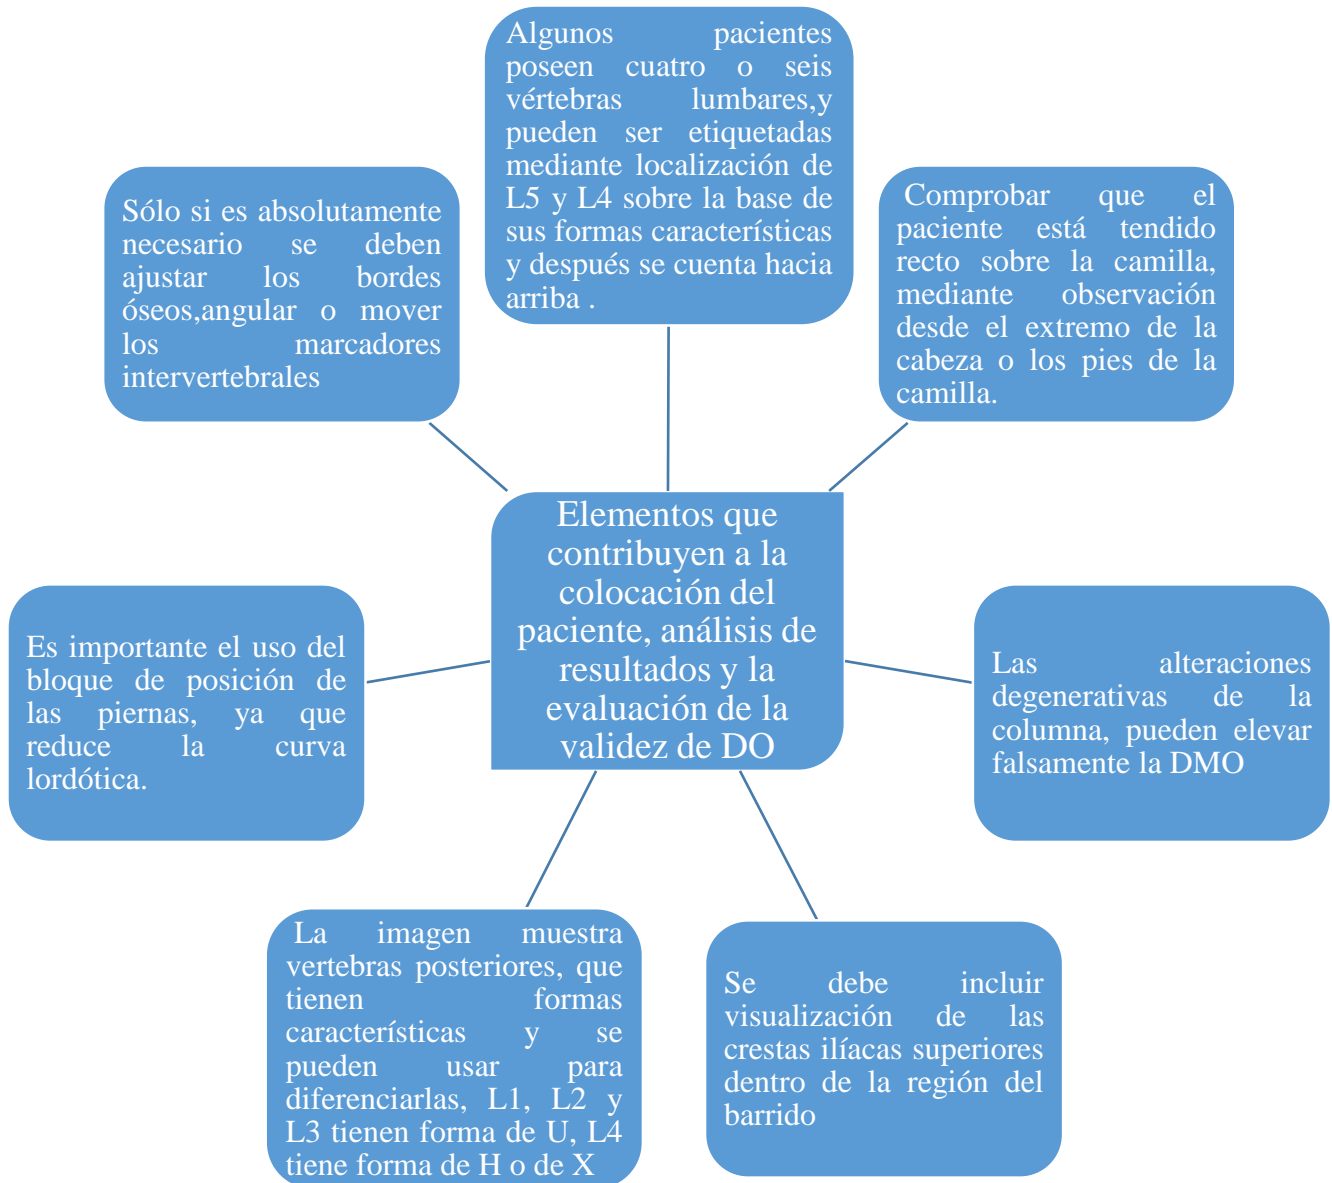 Algunos pacientes
poseen cuatro o seis
vértebras lumbares,y
pueden ser etiquetadas
mediante localización de
L5 y L4 sobre la base de
sus formas características
y después se cuenta hacia
arriba .
Comprobar que el
paciente está tendido
recto sobre la camilla,
mediante observación
desde el extremo de la
cabeza o los pies de la
camilla.
Las alteraciones
degenerativas de la
columna, pueden elevar
falsamente la DMO
Se debe incluir
visualización de las
crestas ilíacas superiores
dentro de la región del
barrido
La imagen muestra
vertebras posteriores, que
tienen formas
característicos y se
pueden usar para
diferenciarlas, L1, L2 y
L3 tienen forma de U, L4
tiene forma de H o de X
Es importante el uso del
bloque de posición de
las piernas, ya que
reduce la curva
lordótica.
Sólo si es absolutamente
necesario se deben
ajustar los bordes
óseos,angular o mover
los marcadores
intervertebrales
Elementos que
contribuyen a la
colocación del
paciente, análisis de
resultados y la
evaluación de la
validez de DO